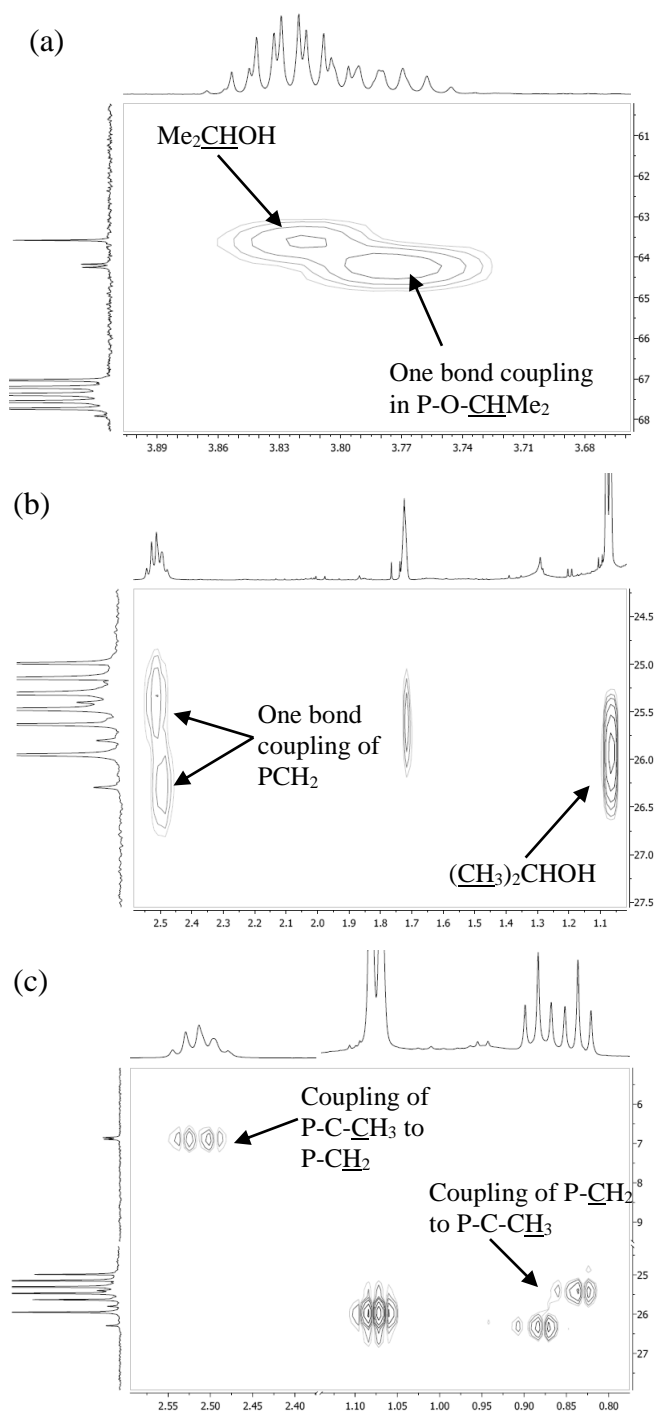 (a)
Me2CHOH
One bond coupling
in P-O-CHMe2
61
62
63
64
65
66
67
68
3.89 3.86 3.83 3.80 3.77 3.74 3.71 3.68
(b)
One bond
coupling of
PCH2
(CH3)2CHOH
24.5
25.0
25.5
26.0
26.5
27.0
27.5
2.5 2.4 2.3 2.2 2.1 2.0 1.9 1.8 1.7 1.6 1.5 1.4 1.3 1.2 1.1
(c)
Coupling of
P-C-CH3 to
P-CH2
Coupling of P-CH2
to P-C-CH3
6
7
8
9
25
26
27
2.55 2.50 2.45 2.40 1.10 1.05 1.00 0.95 0.90 0.85 0.80